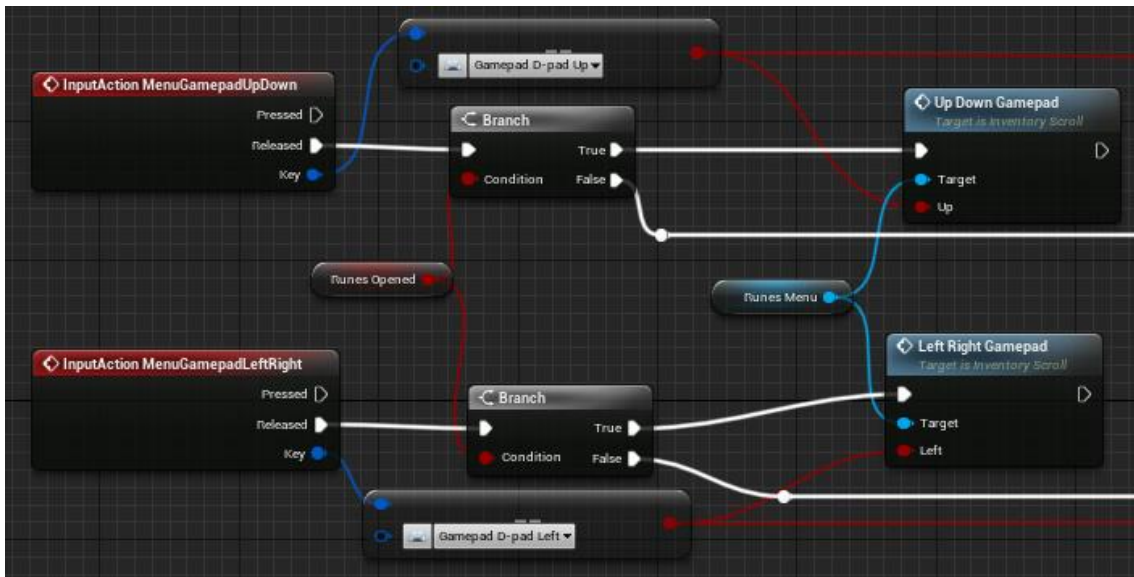 ==
Gamepad D-pad Up
InputAction MenuGamepadUpDown
Pressed
Released
Key
Branch
True
Condition
False
Up Down Gamepad
Target is Inventory Scroll
Target
Up
Runes Opened
Runes Menu
InputAction MenuGamepadLeftRight
Pressed
Released
Key
Branch
True
Condition
False
Left Right Gamepad
Target is Inventory Scroll
Target
Left
==
Gamepad D-pad Left